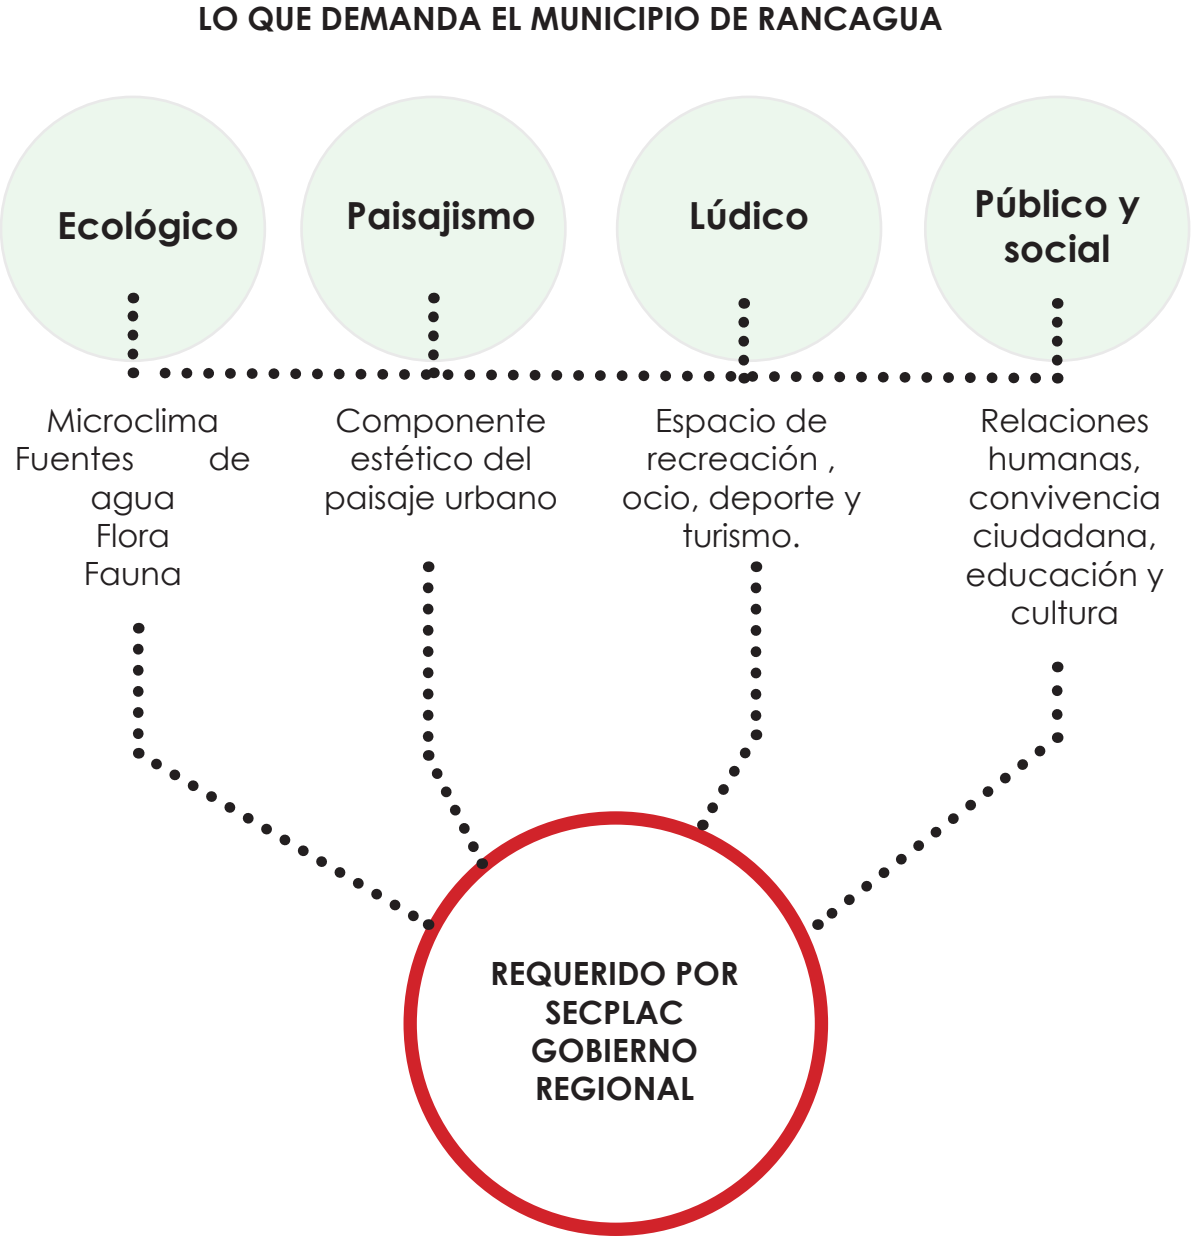 LO QUE DEMANDA EL MUNICIPIO DE RANCAGUA
Ecológico
Paisajismo
Lúdico
Público y
social
Microclima
Fuentes de
agua
Flora
Fauna
Componente
estético del
paisaje urbano
Espacio de
recreación ,
ocio, deporte y
turismo.
Relaciones
humanas,
convivencia
ciudadana,
educación y
cultura
REQUERIDO POR
SECPLAC
GOBIERNO
REGIONAL